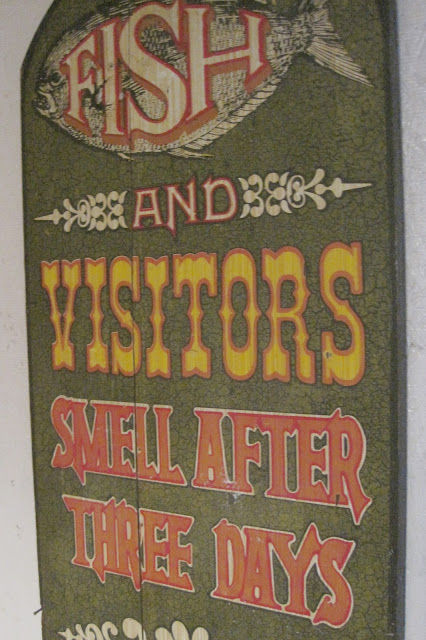 FISH
AND
VISITORS
SMELL AFTER
THREE DAYS